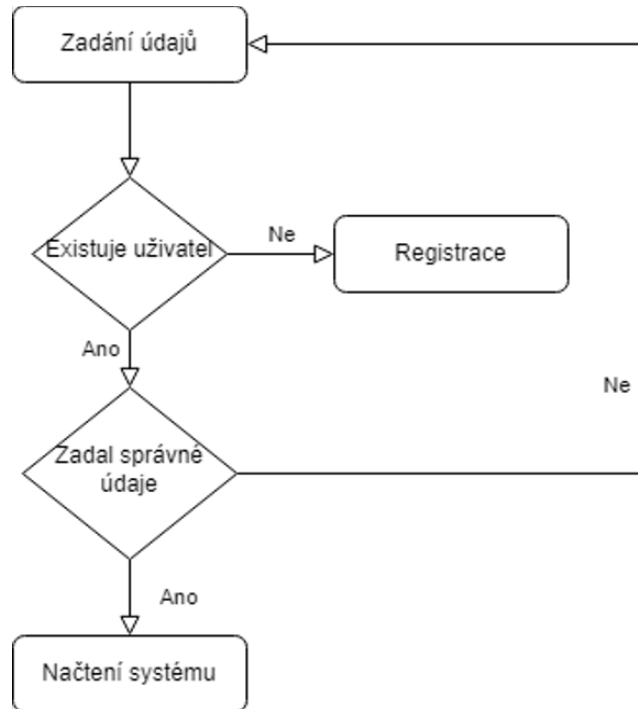 Zadání údajů
Existuje uživatel
Ne
Registrace
Ano
Ne
Zadal správné
údaje
Ano
Načtení systému